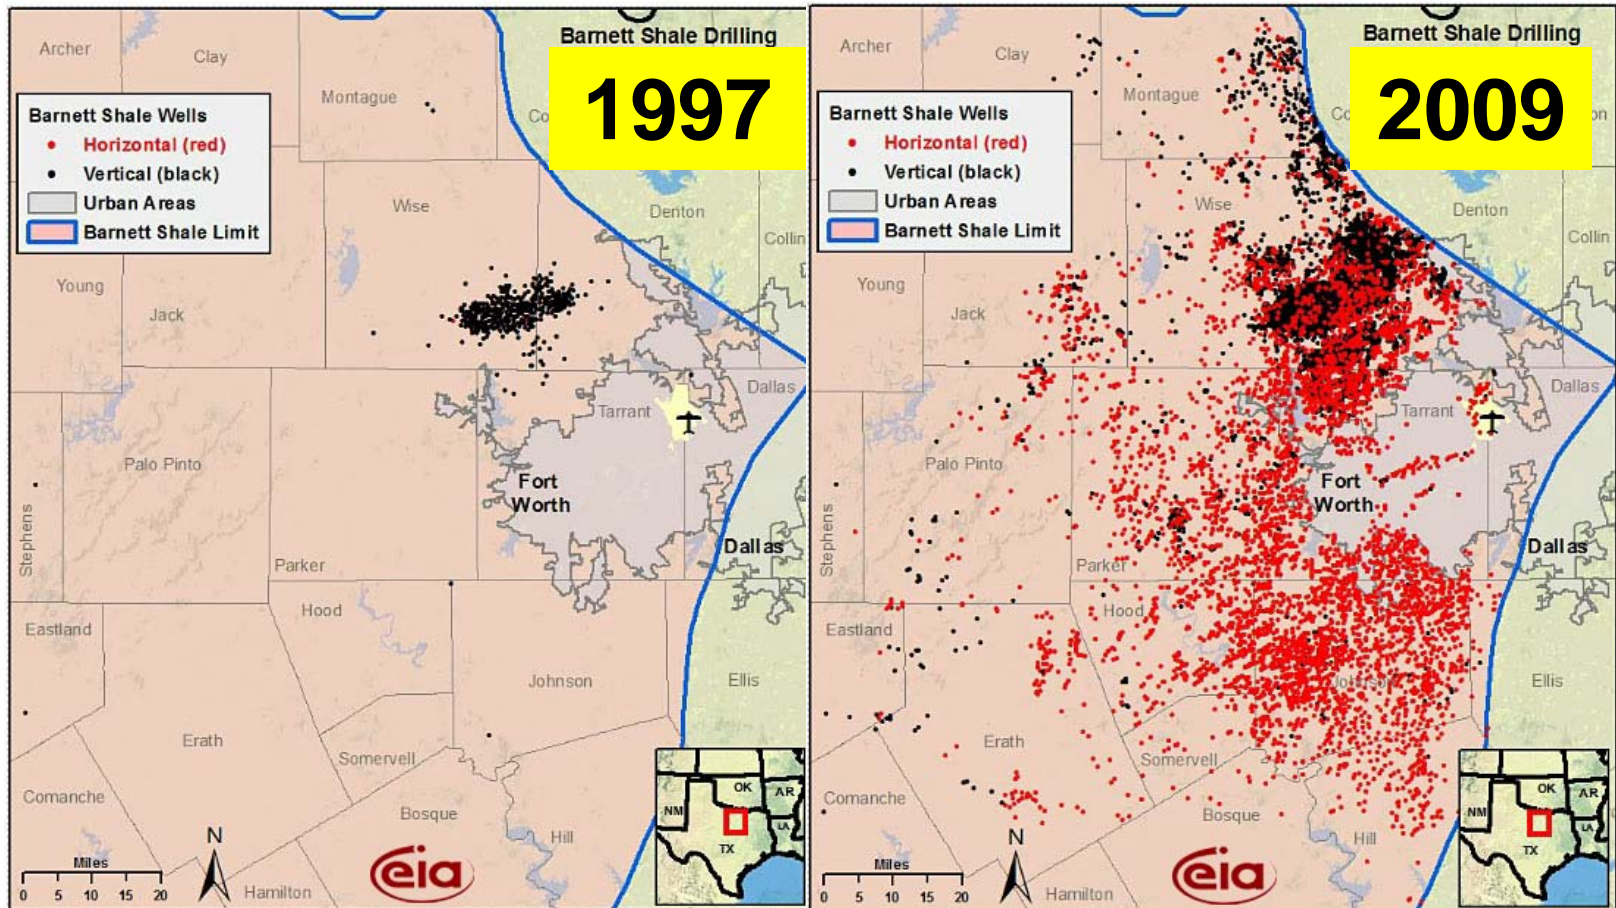 Barnett Shale Drilling
1997
Archer
Clay
Montague
Co
Barnett Shale Wells
Horizontal (red)
Vertical (black)
Urban Areas
Barnett Shale Limit
Wise
Denton
Collin
Young
Jack
Dallas
Tarrant
Palo Pinto
Fort
Worth
Stephens
Dallas
Parker
Hood
Eastland
Johnson
Ellis
Erath
Somervell
Comanche
Bosque
Hill
Hamilton
N
Miles
0 5 10 15 20
eia
OK
AR
NM
LA
TX
Barnett Shale Drilling
2009
Archer
Clay
Montague
Co
on
Barnett Shale Wells
Horizontal (red)
Vertical (black)
Urban Areas
Barnett Shale Limit
Wise
Denton
Collin
Young
Jack
Dallas
Tarrant
Palo Pinto
Fort
Worth
Stephens
Dallas
Parker
Hood
Eastland
Johnson
Ellis
Erath
Somervell
Comanche
Bosque
Hill
Hamilton
N
Miles
0 5 10 15 20
eia
OK
AR
NM
LA
TX